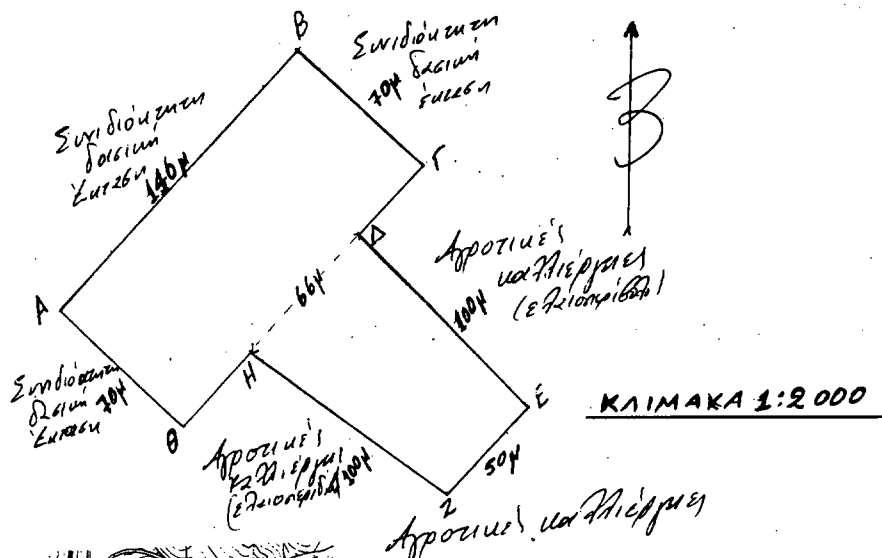 Β
Συνιδιόκτητη
δασική
έκταση
70μ
Συνιδιόκτητη
δασική
έκταση
140μ
Β
Γ
Δ
Αγροτικές
καλλιέργειες
100μ
66μ
Α
Συνιδιόκτητη
δασική
έκταση
70μ
Η
Θ
Αγροτικές
100μ
Ε
ΚΛΙΜΑΚΑ 1:2000
50μ
Ζ
Αγροτικές καλλιέργειες